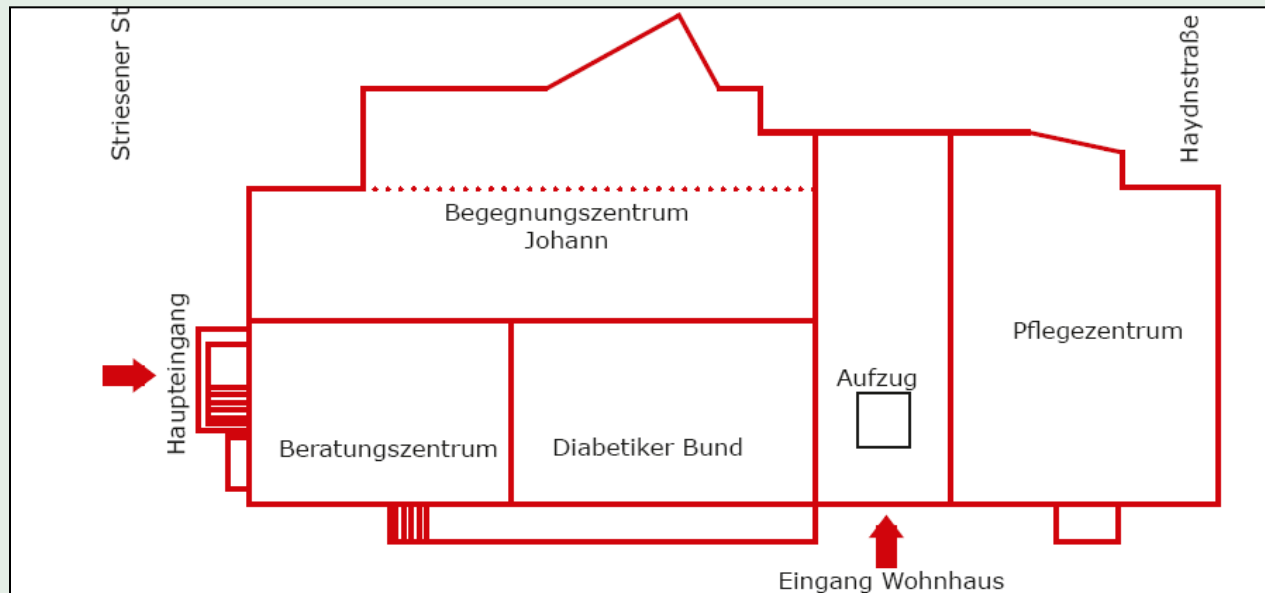 Striesener St
Haydnstraße
Begegnungszentrum
Johann
Haupteingang
Pflegezentrum
Aufzug
Beratungszentrum
Diabetiker Bund
Eingang Wohnhaus